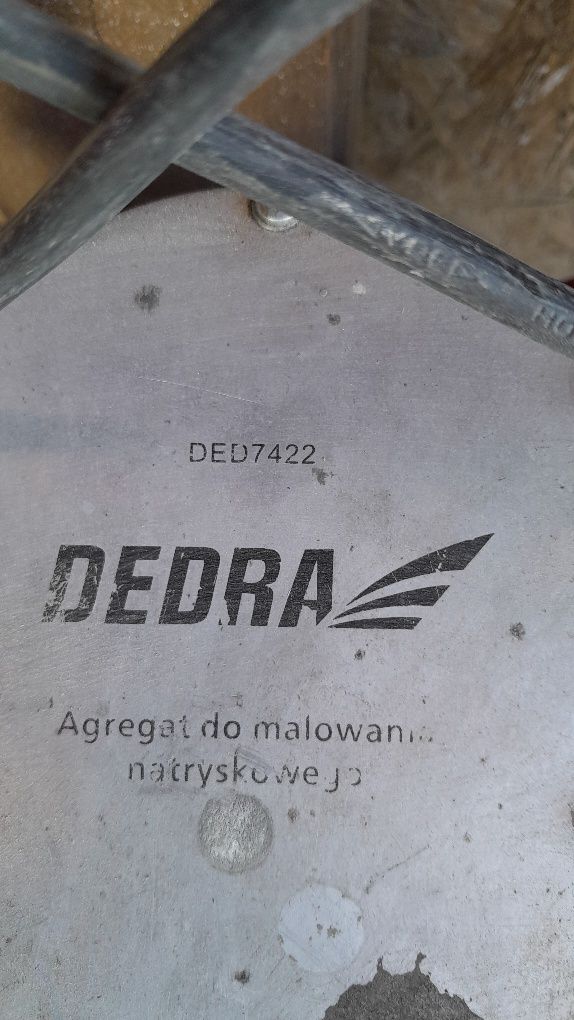 DED7422
DEDRA
Agregat do malowania
natryskowego